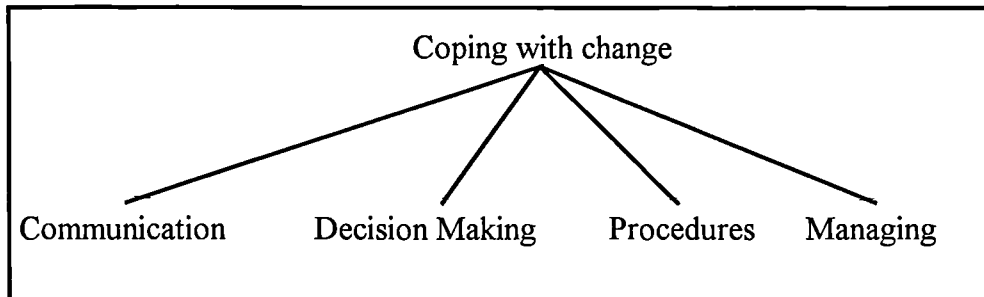 Coping with change
Communication Decision Making Procedures Managing